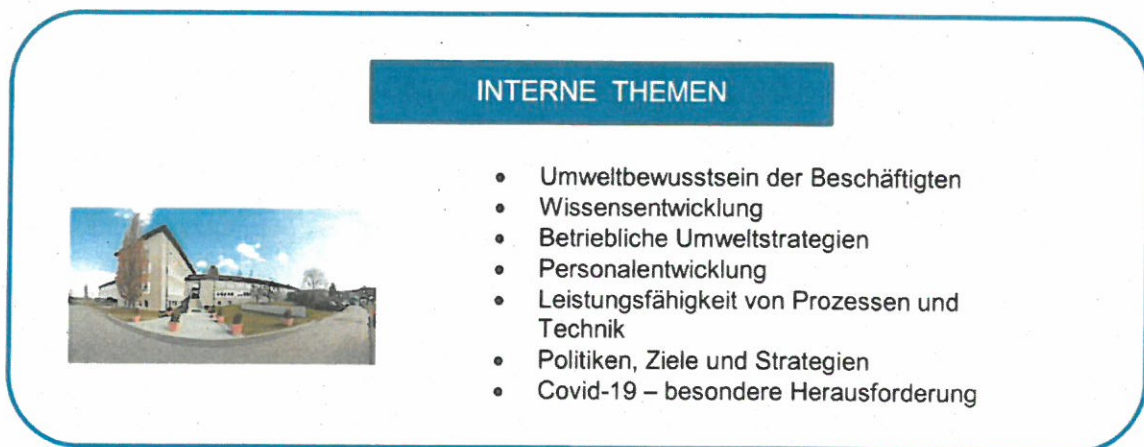 INTERNE THEMEN
• Umweltbewusstsein der Beschäftigten
• Wissensentwicklung
• Betriebliche Umweltstrategien
• Personalentwicklung
• Leistungsfähigkeit von Prozessen und
Technik
• Politiken, Ziele und Strategien
• Covid-19 – besondere Herausforderung